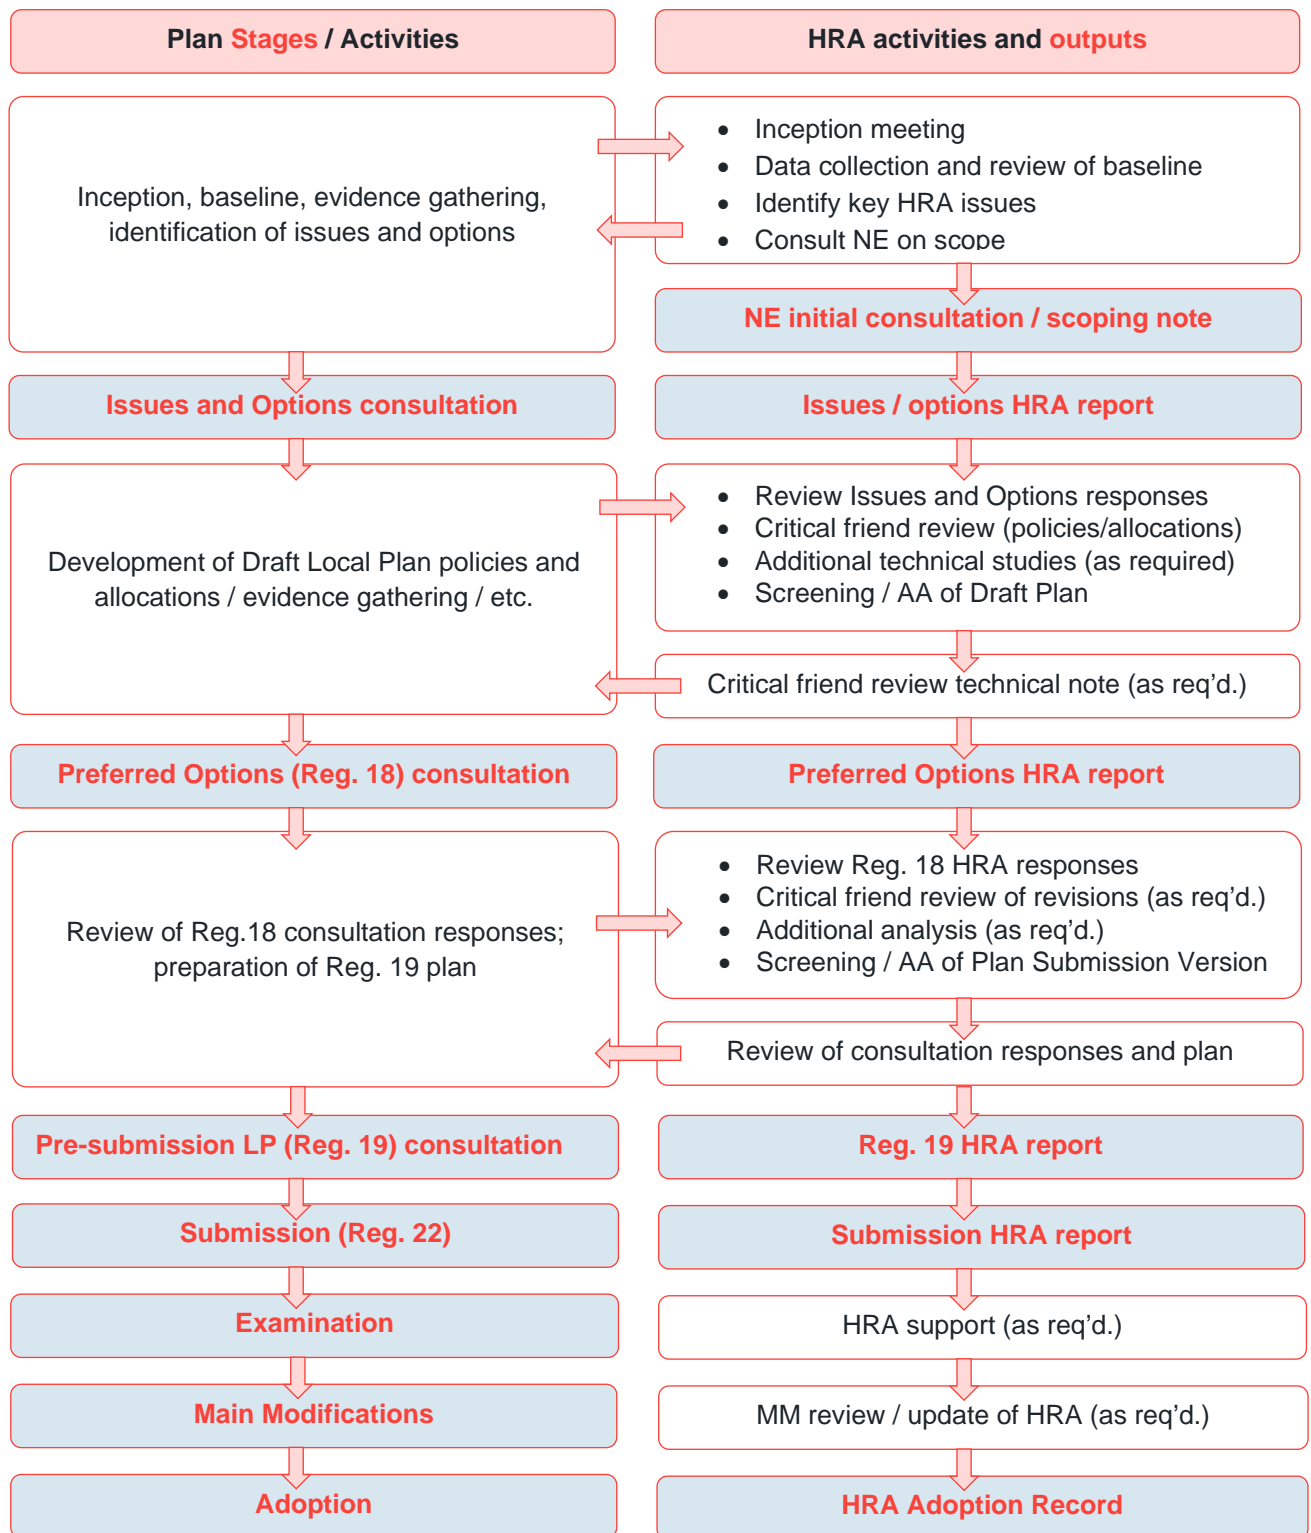 Plan Stages / Activities
HRA activities and outputs
Inception, baseline, evidence gathering,
identification of issues and options
• Inception meeting
• Data collection and review of baseline
• Identify key HRA issues
• Consult NE on scope
NE initial consultation / scoping note
Issues and Options consultation
Issues / options HRA report
Development of Draft Local Plan policies and
allocations / evidence gathering / etc.
• Review Issues and Options responses
• Critical friend review (policies/allocations)
• Additional technical studies (as required)
• Screening / AA of Draft Plan
Critical friend review technical note (as req’d.)
Preferred Options (Reg. 18) consultation
Preferred Options HRA report
Review of Reg.18 consultation responses;
preparation of Reg. 19 plan
• Review Reg. 18 HRA responses
• Critical friend review of revisions (as req’d.)
• Additional analysis (as req’d.)
• Screening / AA of Plan Submission Version
Review of consultation responses and plan
Pre-submission LP (Reg. 19) consultation
Reg. 19 HRA report
Submission (Reg. 22)
Submission HRA report
Examination
HRA support (as req’d.)
Main Modifications
MM review / update of HRA (as req’d.)
Adoption
HRA Adoption Record